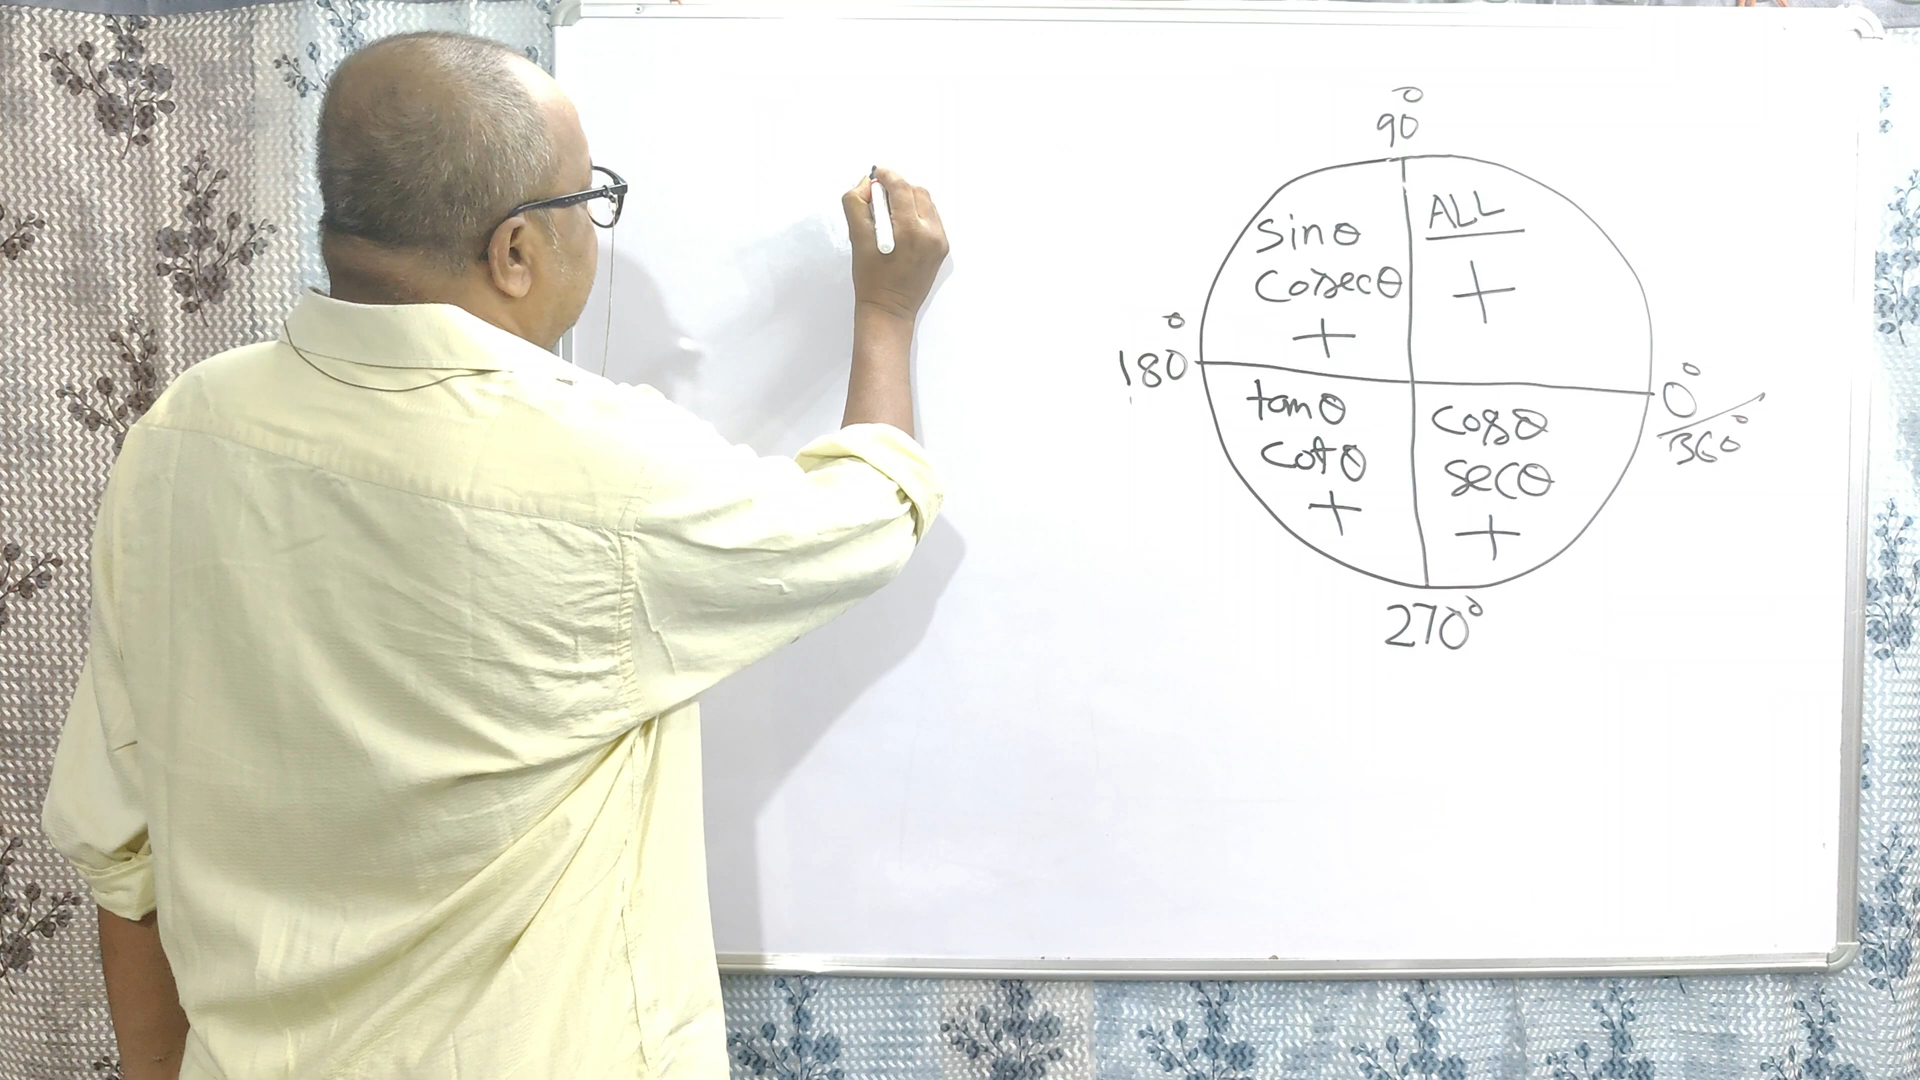 90°
sinθ
cosecθ
+
ALL
+
180°
0°/360°
tanθ
cotθ
+
cosθ
secθ
+
270°